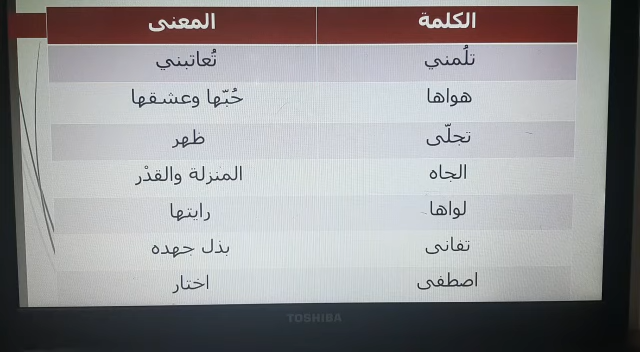 الكلمة المعنى
تلُمني تُعاتبني
هواها حُبّها وعشقها
تجلّى ظهر
الجاه المنزلة والقدْر
لواها رايتها
تفانى بذل جهده
اصطفى اختار
TOSHIBA